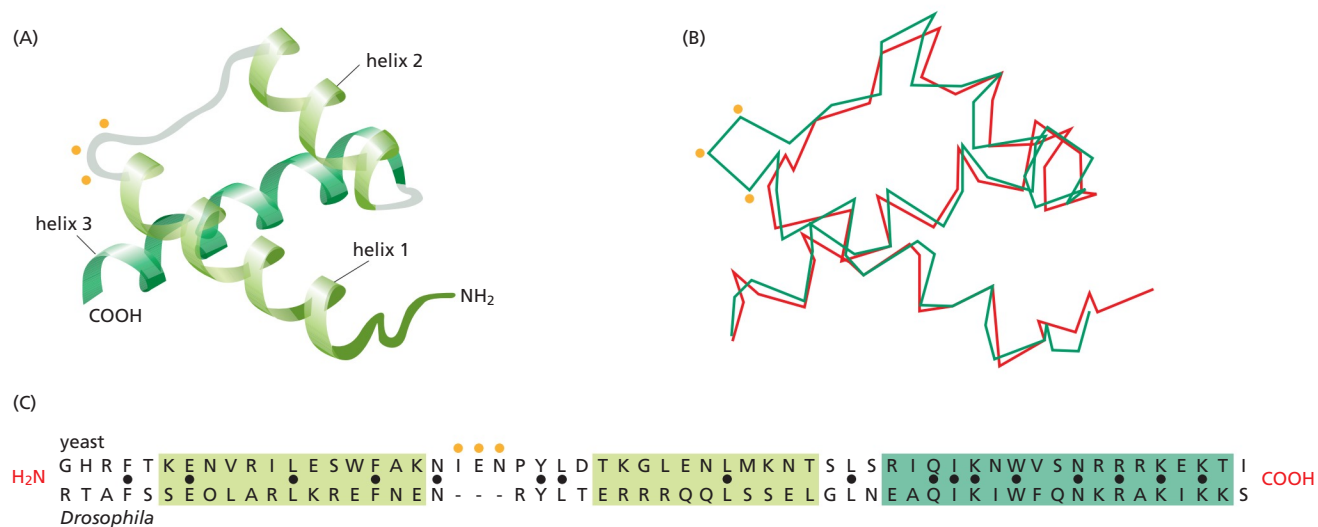 (A)
helix 2
helix 3
helix 1
NH2
COOH
(B)
(C)
yeast
H2N G H R F T K E N V R I L E S W F A K N I E N P Y L D T K G L E N L M K N T S L S R I Q I K N W V S N R R R K E K T I COOH
R T A F S S E O L A R L K R E F N E N - - - R Y L T E R R R Q Q L S S E L G L N E A Q I K I W F Q N K R A K I K K S
Drosophila